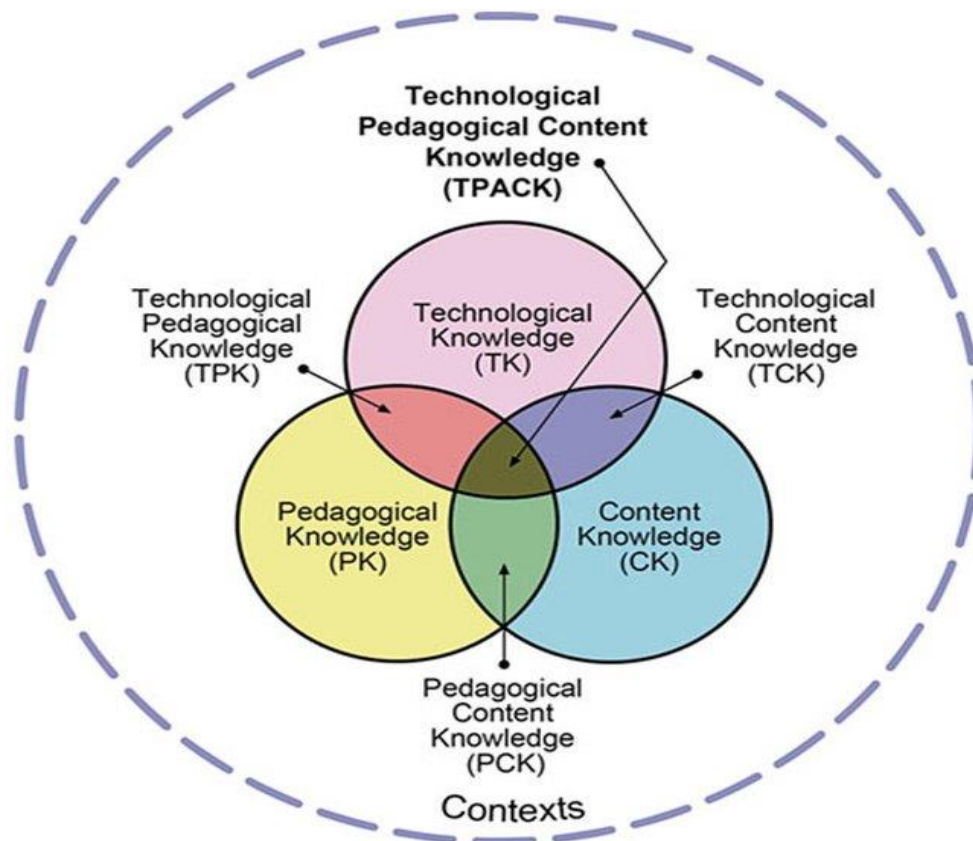 Technological
Pedagogical Content
Knowledge
(TPACK)
Technological
Pedagogical
Knowledge
(TPK)
Technological
Knowledge
(TK)
Technological
Content
Knowledge
(TCK)
Pedagogical
Knowledge
(PK)
Content
Knowledge
(CK)
Pedagogical
Content
Knowledge
(PCK)
Contexts